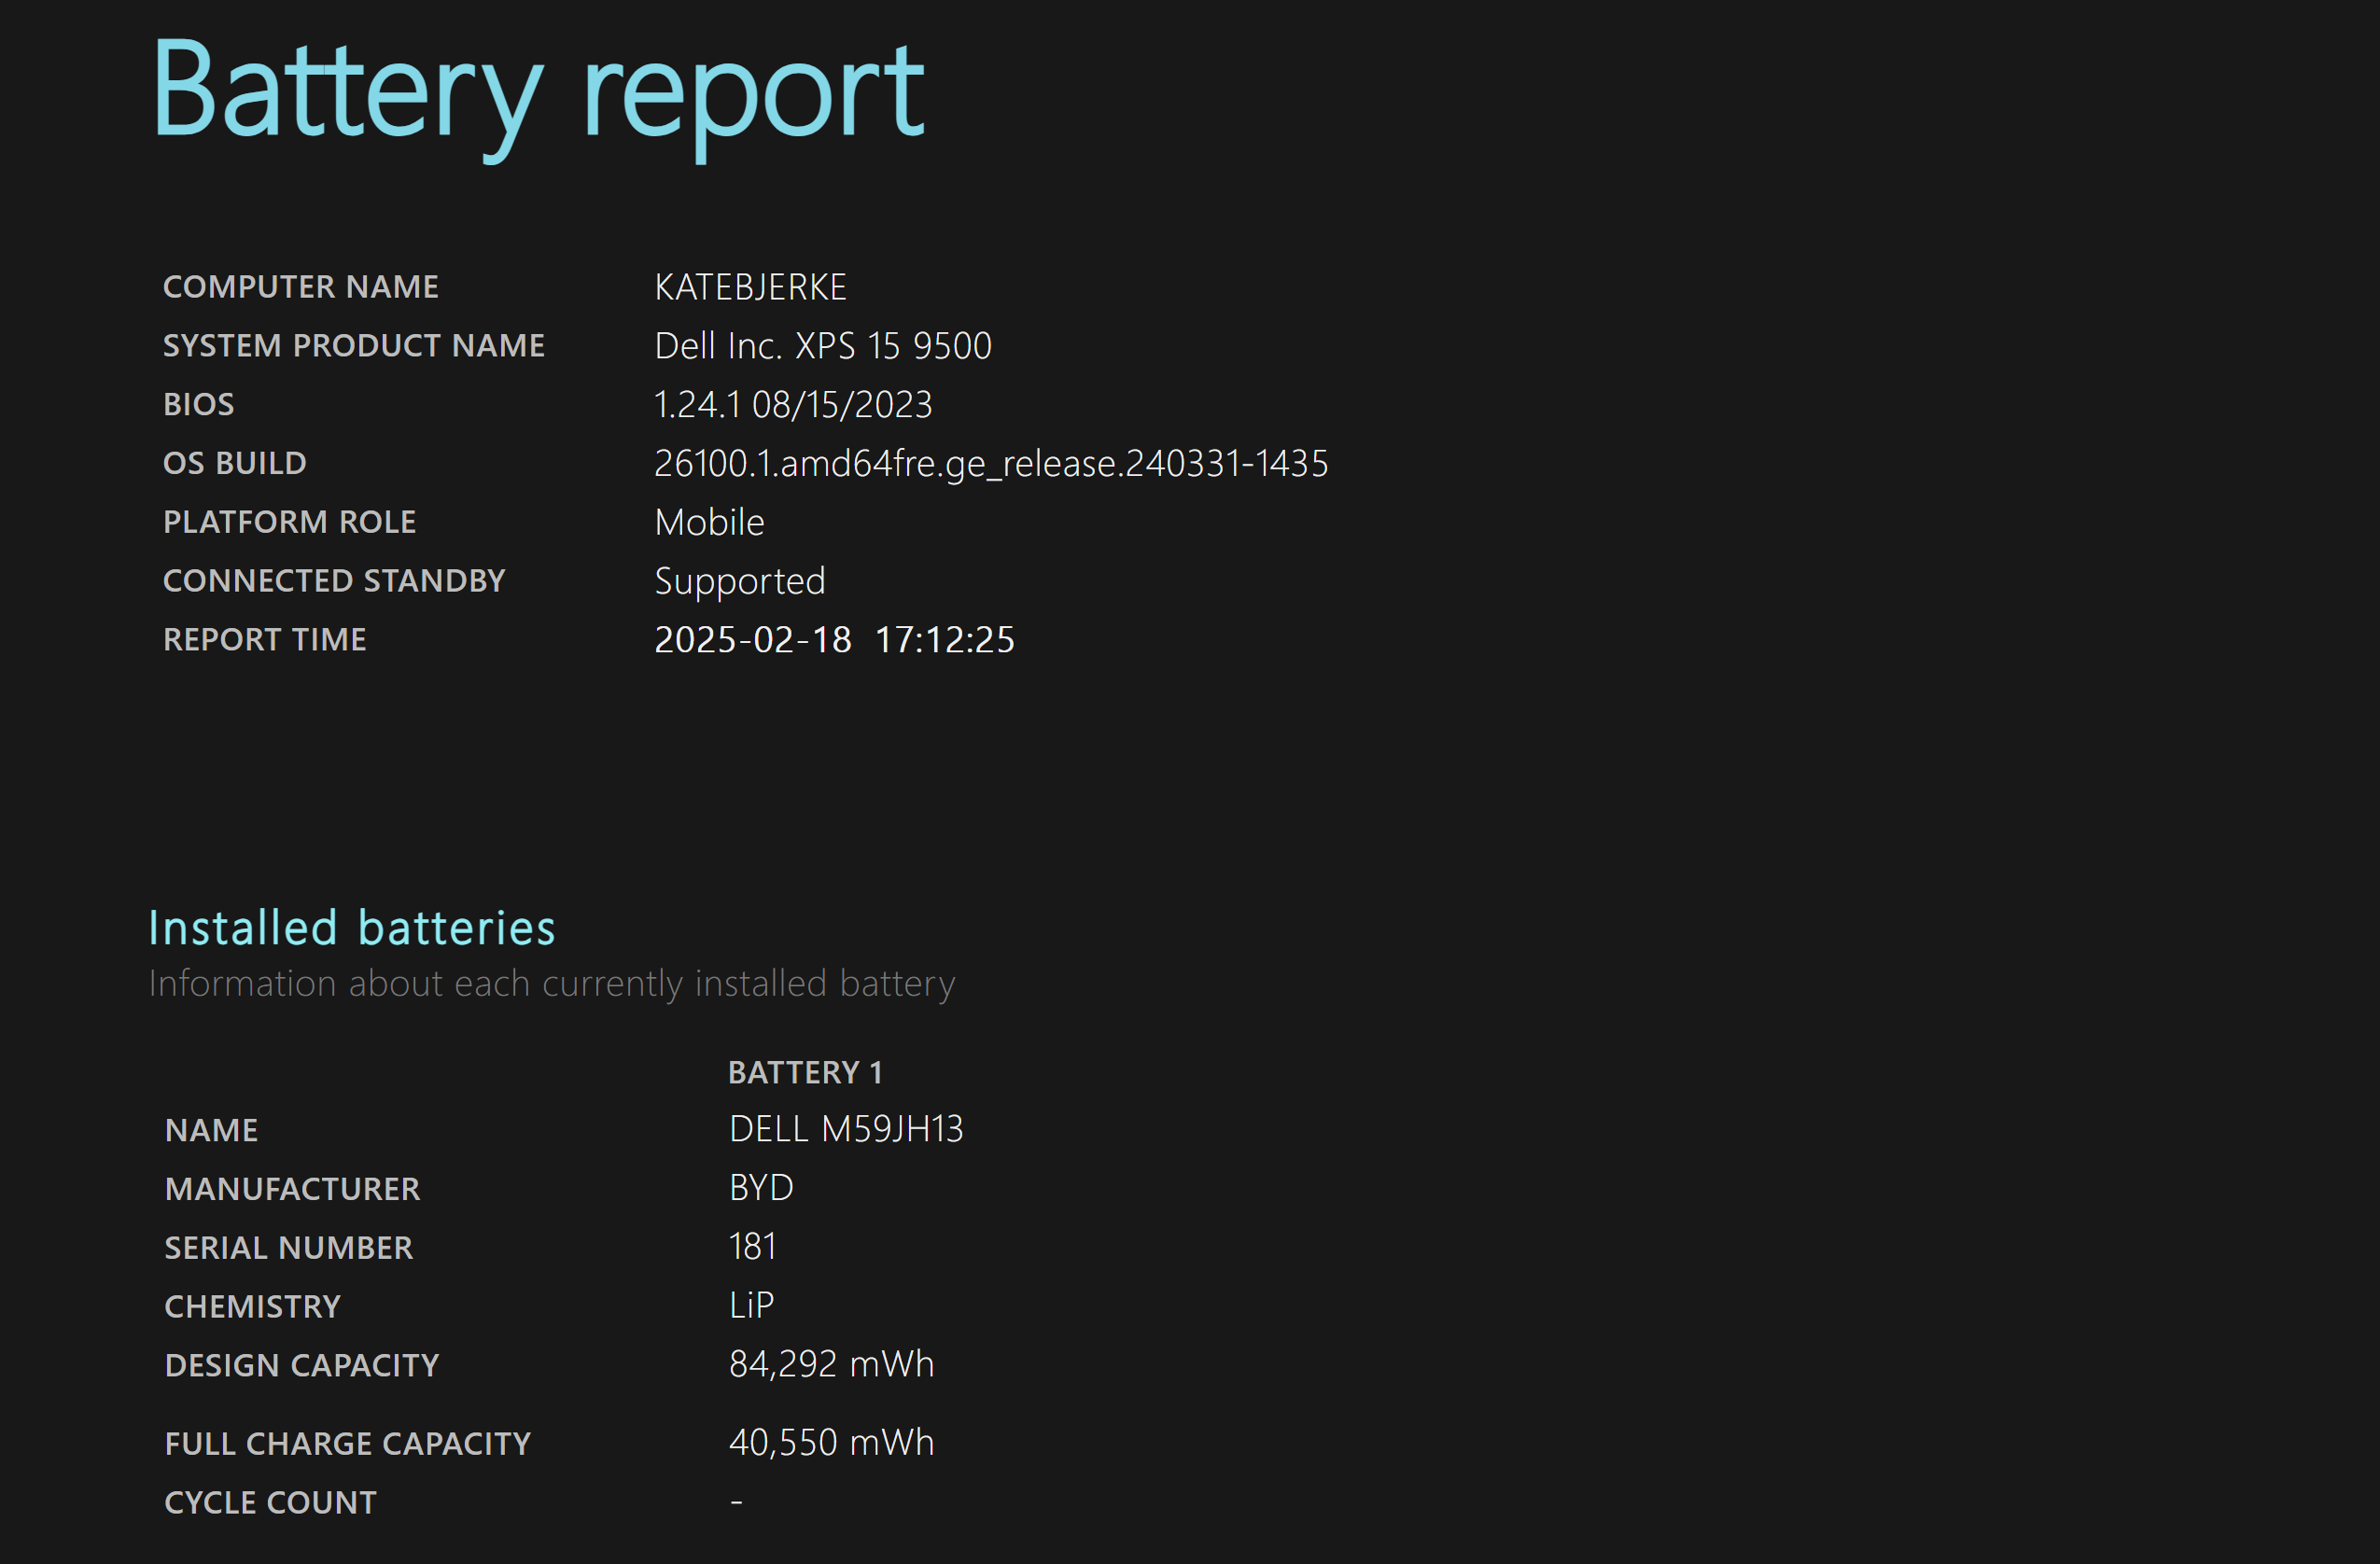 Battery report
COMPUTER NAME KATEBJERKE
SYSTEM PRODUCT NAME Dell Inc. XPS 15 9500
BIOS 1.24.1 08/15/2023
OS BUILD 26100.1.amd64fre.ge_release.240331-1435
PLATFORM ROLE Mobile
CONNECTED STANDBY Supported
REPORT TIME 2025-02-18 17:12:25
Installed batteries
Information about each currently installed battery
BATTERY 1
NAME DELL M59JH13
MANUFACTURER BYD
SERIAL NUMBER 181
CHEMISTRY LiP
DESIGN CAPACITY 84,292 mWh
FULL CHARGE CAPACITY 40,550 mWh
CYCLE COUNT -